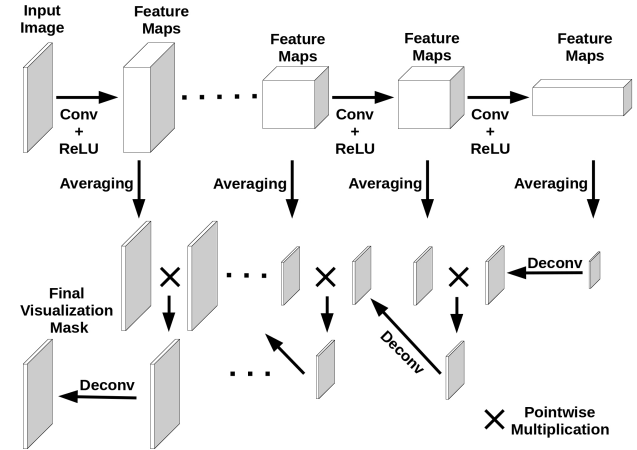 Input
Image
Feature
Maps
Feature
Maps
Feature
Maps
Feature
Maps
Conv
+
ReLU
Conv
+
ReLU
Conv
+
ReLU
Averaging
Averaging
Averaging
Averaging
Deconv
Final
Visualization
Mask
Deconv
Deconv
Pointwise
Multiplication